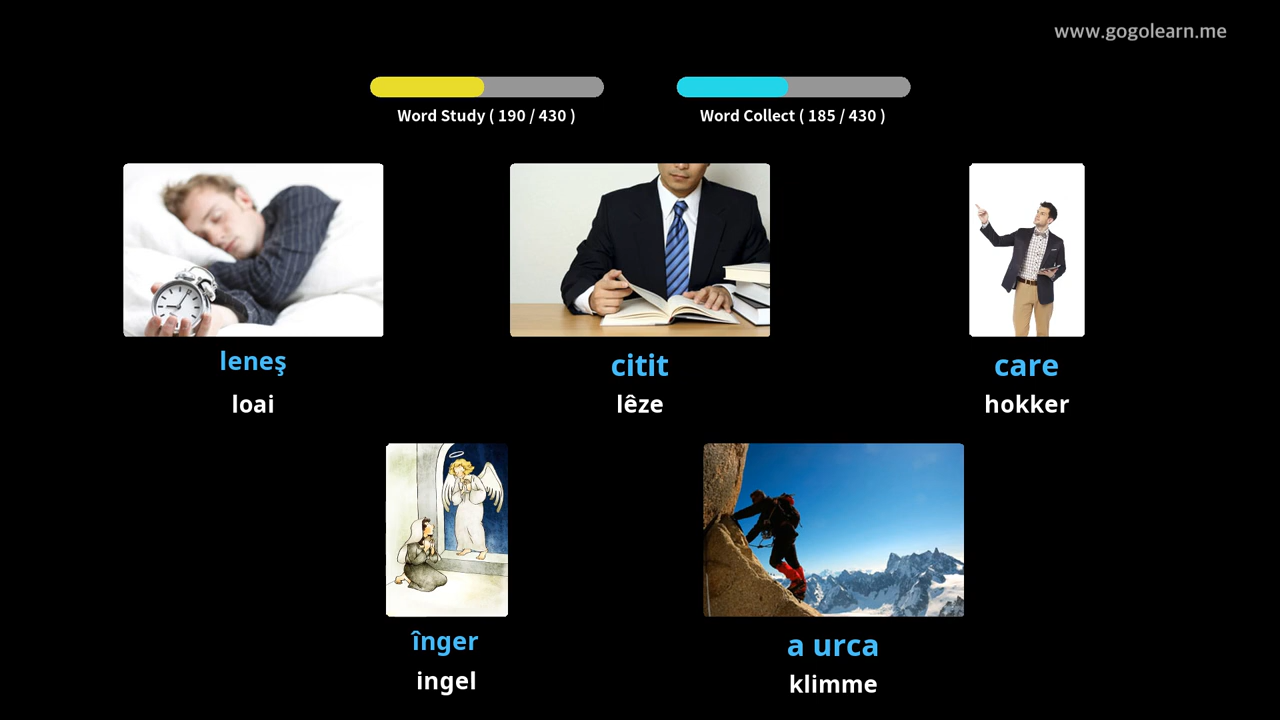 www.gogolearn.me
Word Study ( 190 / 430 )
Word Collect ( 185 / 430 )
leneş
citit
care
loai
lêze
hokker
înger
a urca
ingel
klimme